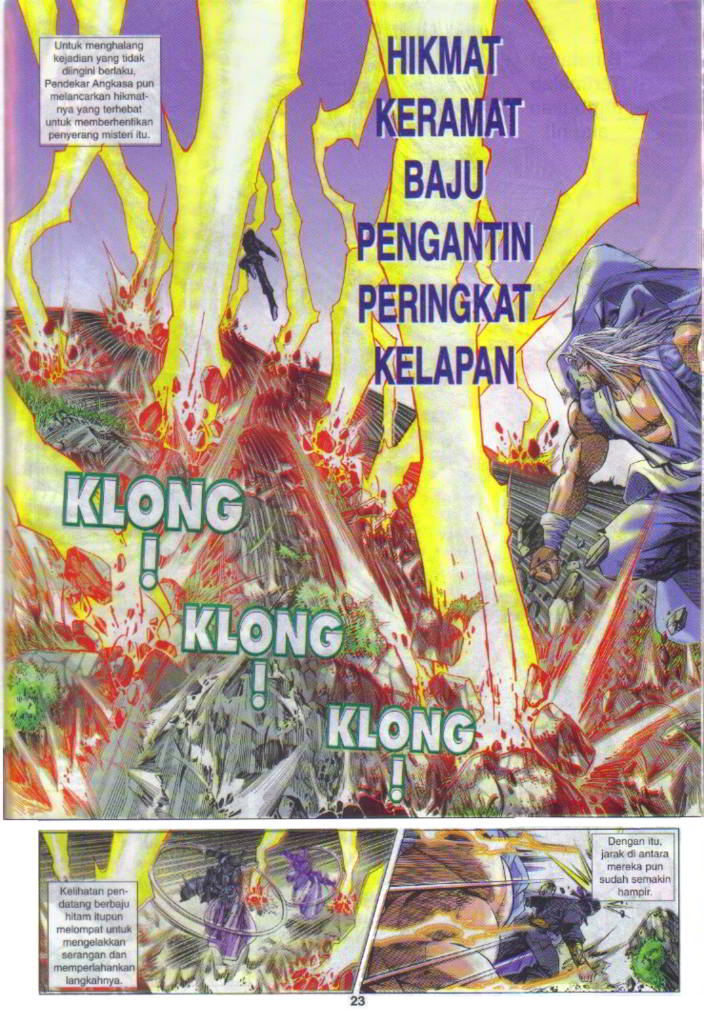 Untuk menghalang
kejadian yang tidak
diingini berlaku,
Pendekar Angkasa pun
melancarkan hikmat-
nya yang terhebat
untuk memberhentikan
penyerang misteri itu.
HIKMAT
KERAMAT
BAJU
PENGANTIN
PERINGKAT
KELAPAN
KLONG
!
KLONG
!
KLONG
!
Kelihatan pen-
datang berbaju
hitam itupun
melompat untuk
mengelakkan
serangan dan
memperlahankan
langkahnya.
Dengan itu,
jarak di antara
mereka pun
sudah semakin
hampir.
23